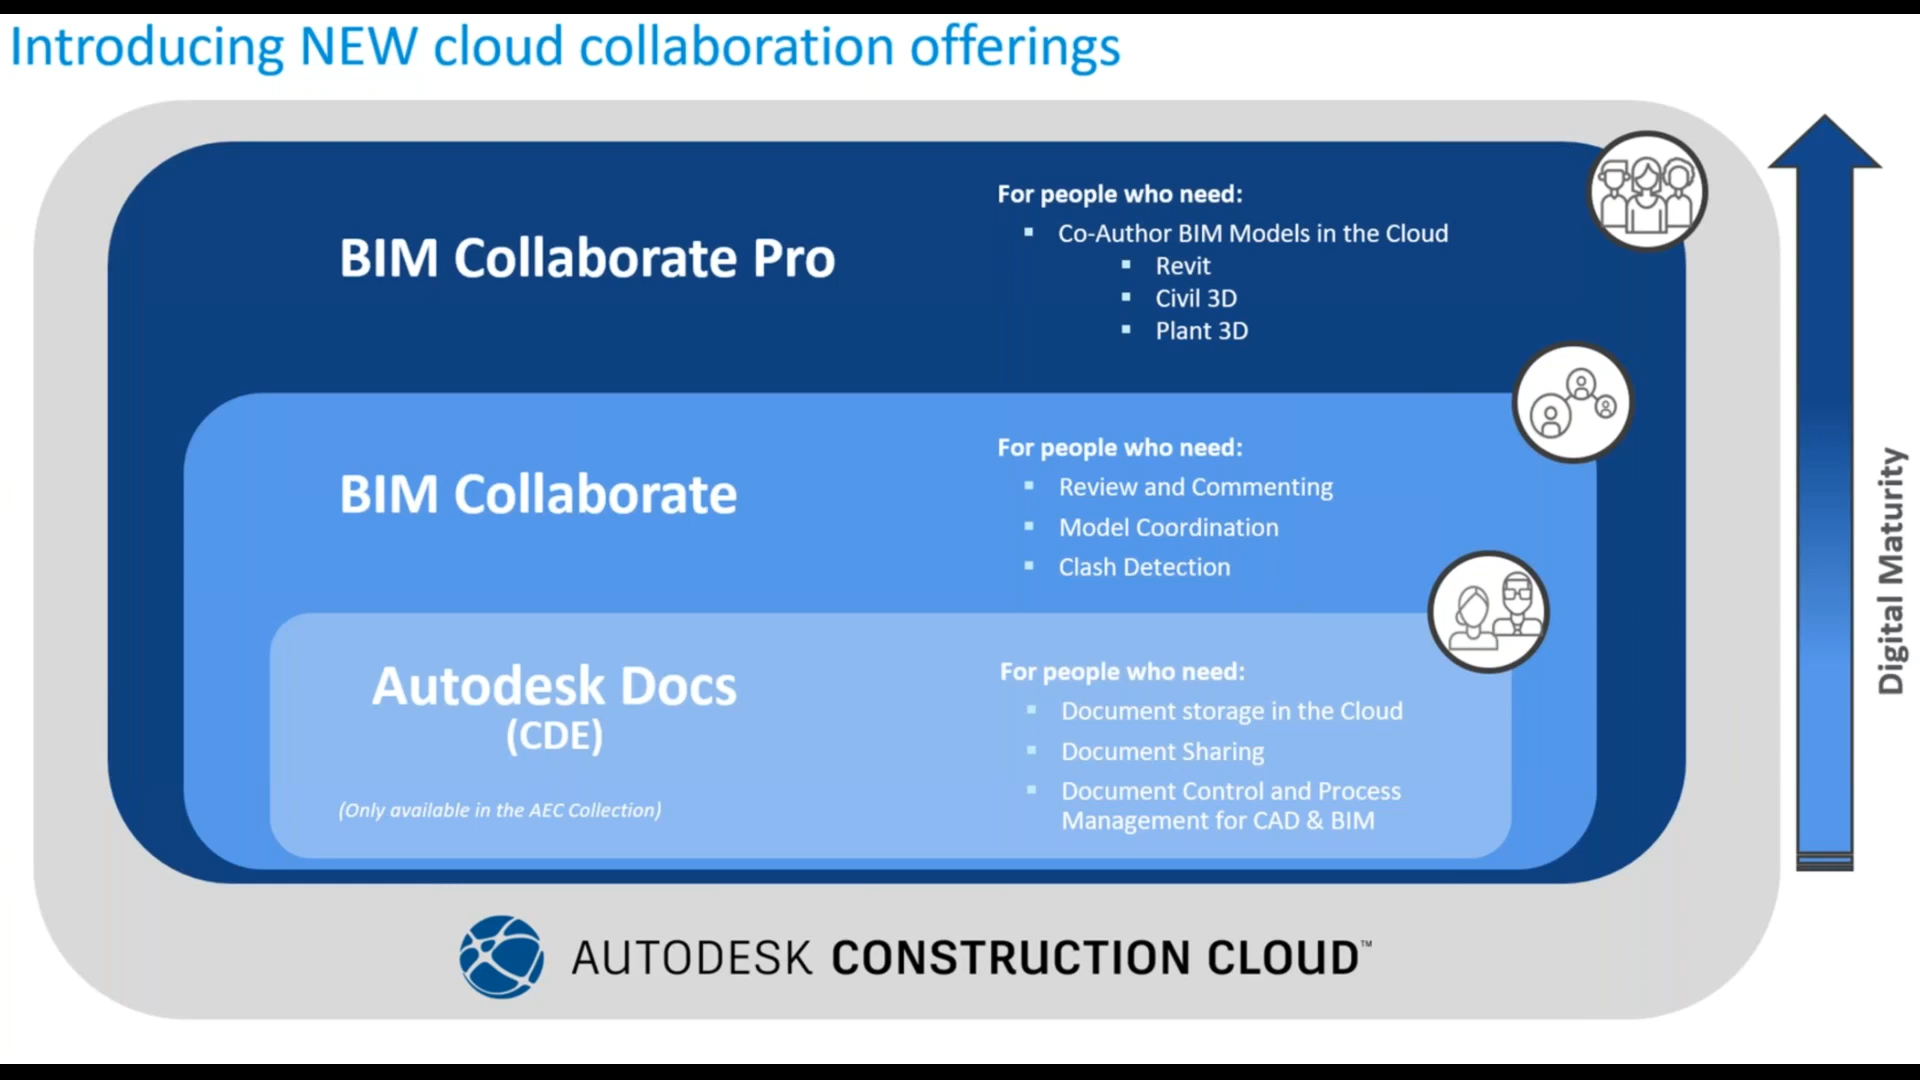 Introducing NEW cloud collaboration offerings
BIM Collaborate Pro
For people who need:
▪ Co-Author BIM Models in the Cloud
▪ Revit
▪ Civil 3D
▪ Plant 3D
BIM Collaborate
For people who need:
▪ Review and Commenting
▪ Model Coordination
▪ Clash Detection
Autodesk Docs
(CDE)
(Only available in the AEC Collection)
For people who need:
▪ Document storage in the Cloud
▪ Document Sharing
▪ Document Control and Process
Management for CAD & BIM
Digital Maturity
AUTODESK CONSTRUCTION CLOUD™